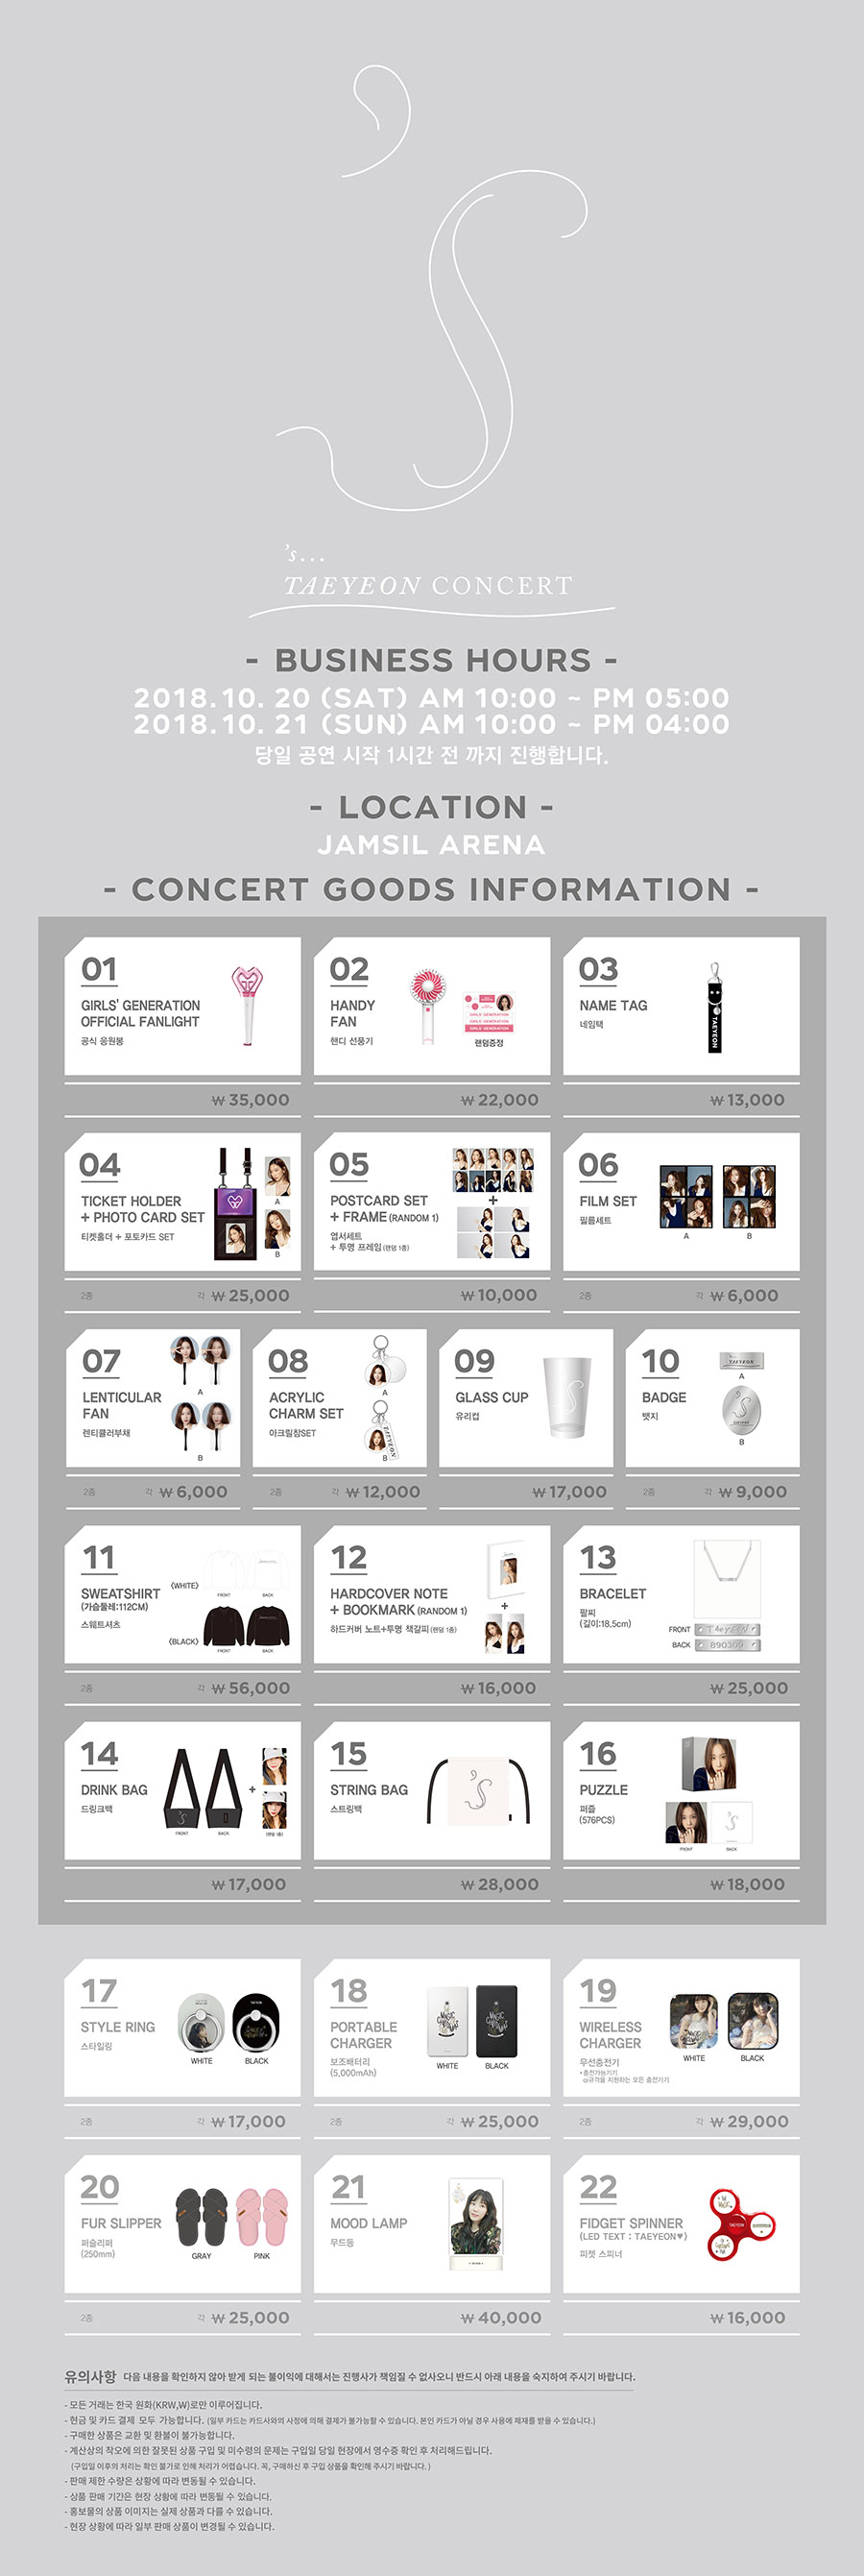 's...
TAEYEON CONCERT
- BUSINESS HOURS -
2018.10. 20 (SAT) AM 10:00 ~ PM 05:00
2018.10. 21 (SUN) AM 10:00 ~ PM 04:00
당일 공연 시작 1시간 전 까지 진행합니다.
- LOCATION -
JAMSIL ARENA
- CONCERT GOODS INFORMATION -
01
GIRLS' GENERATION
OFFICIAL FANLIGHT
공식 응원봉
₩ 35,000
02
HANDY
FAN
핸디 선풍기
GIRLS' GENERATION
랜덤증정
₩ 22,000
03
NAME TAG
네임택
TAEYEON
₩ 13,000
04
TICKET HOLDER
+ PHOTO CARD SET
티켓홀더 + 포토카드 SET
A
B
2종 각 ₩ 25,000
05
POSTCARD SET
+ FRAME (RANDOM 1)
엽서세트
+ 투명 프레임 (랜덤 1종)
+
₩ 10,000
06
FILM SET
필름세트
A
B
2종 각 ₩ 6,000
07
LENTICULAR
FAN
렌티큘러부채
A
B
2종 각 ₩ 6,000
08
ACRYLIC
CHARM SET
아크릴참SET
A
TAEYEON
B
2종 각 ₩ 12,000
09
GLASS CUP
유리컵
₩ 17,000
10
BADGE
뱃지
's...
TAEYEON
A
B
2종 각 ₩ 9,000
11
SWEATSHIRT
(가슴둘레:112CM)
스웨트셔츠
〈WHITE〉
FRONT
BACK
〈BLACK〉
FRONT
BACK
2종 각 ₩ 56,000
12
HARDCOVER NOTE
+ BOOKMARK (RANDOM 1)
하드커버 노트+투명 책갈피 (랜덤 1종)
+
₩ 16,000
13
BRACELET
팔찌
(길이:18.5cm)
FRONT Taeyeon
BACK 890309
₩ 25,000
14
DRINK BAG
드링크백
FRONT
BACK
+
(랜덤 1종)
₩ 17,000
15
STRING BAG
스트링백
₩ 28,000
16
PUZZLE
퍼즐
(576PCS)
FRONT
BACK
₩ 18,000
17
STYLE RING
스타일링
WHITE
BLACK
2종 각 ₩ 17,000
18
PORTABLE
CHARGER
보조배터리
(5,000mAh)
WHITE
BLACK
2종 각 ₩ 25,000
19
WIRELESS
CHARGER
무선충전기
•충전가능기기
qi규격을 지원하는 모든 충전기기
WHITE
BLACK
2종 각 ₩ 29,000
20
FUR SLIPPER
퍼슬리퍼
(250mm)
GRAY
PINK
2종 각 ₩ 25,000
21
MOOD LAMP
무드등
₩ 40,000
22
FIDGET SPINNER
(LED TEXT : TAEYEON♥)
피젯 스피너
TAEYEON
₩ 16,000
유의사항 다음 내용을 확인하지 않아 받게 되는 불이익에 대해서는 진행사가 책임질 수 없사오니 반드시 아래 내용을 숙지하여 주시기 바랍니다.
- 모든 거래는 한국 원화(KRW,₩)로만 이루어집니다.
- 현금 및 카드 결제 모두 가능합니다. (일부 카드는 카드사와의 사정에 의해 결제가 불가능할 수 있습니다. 본인 카드가 아닐 경우 사용에 제재를 받을 수 있습니다.)
- 구매한 상품은 교환 및 환불이 불가능합니다.
- 계산상의 착오에 의한 잘못된 상품 구입 및 미수령의 문제는 구입일 당일 현장에서 영수증 확인 후 처리해드립니다.
(구입일 이후의 처리는 확인 불가로 인해 처리가 어렵습니다. 꼭, 구매하신 후 구입 상품을 확인해 주시기 바랍니다. )
- 판매 제한 수량은 상황에 따라 변동될 수 있습니다.
- 상품 판매 기간은 현장 상황에 따라 변동될 수 있습니다.
- 홍보물의 상품 이미지는 실제 상품과 다를 수 있습니다.
- 현장 상황에 따라 일부 판매 상품이 변경될 수 있습니다.